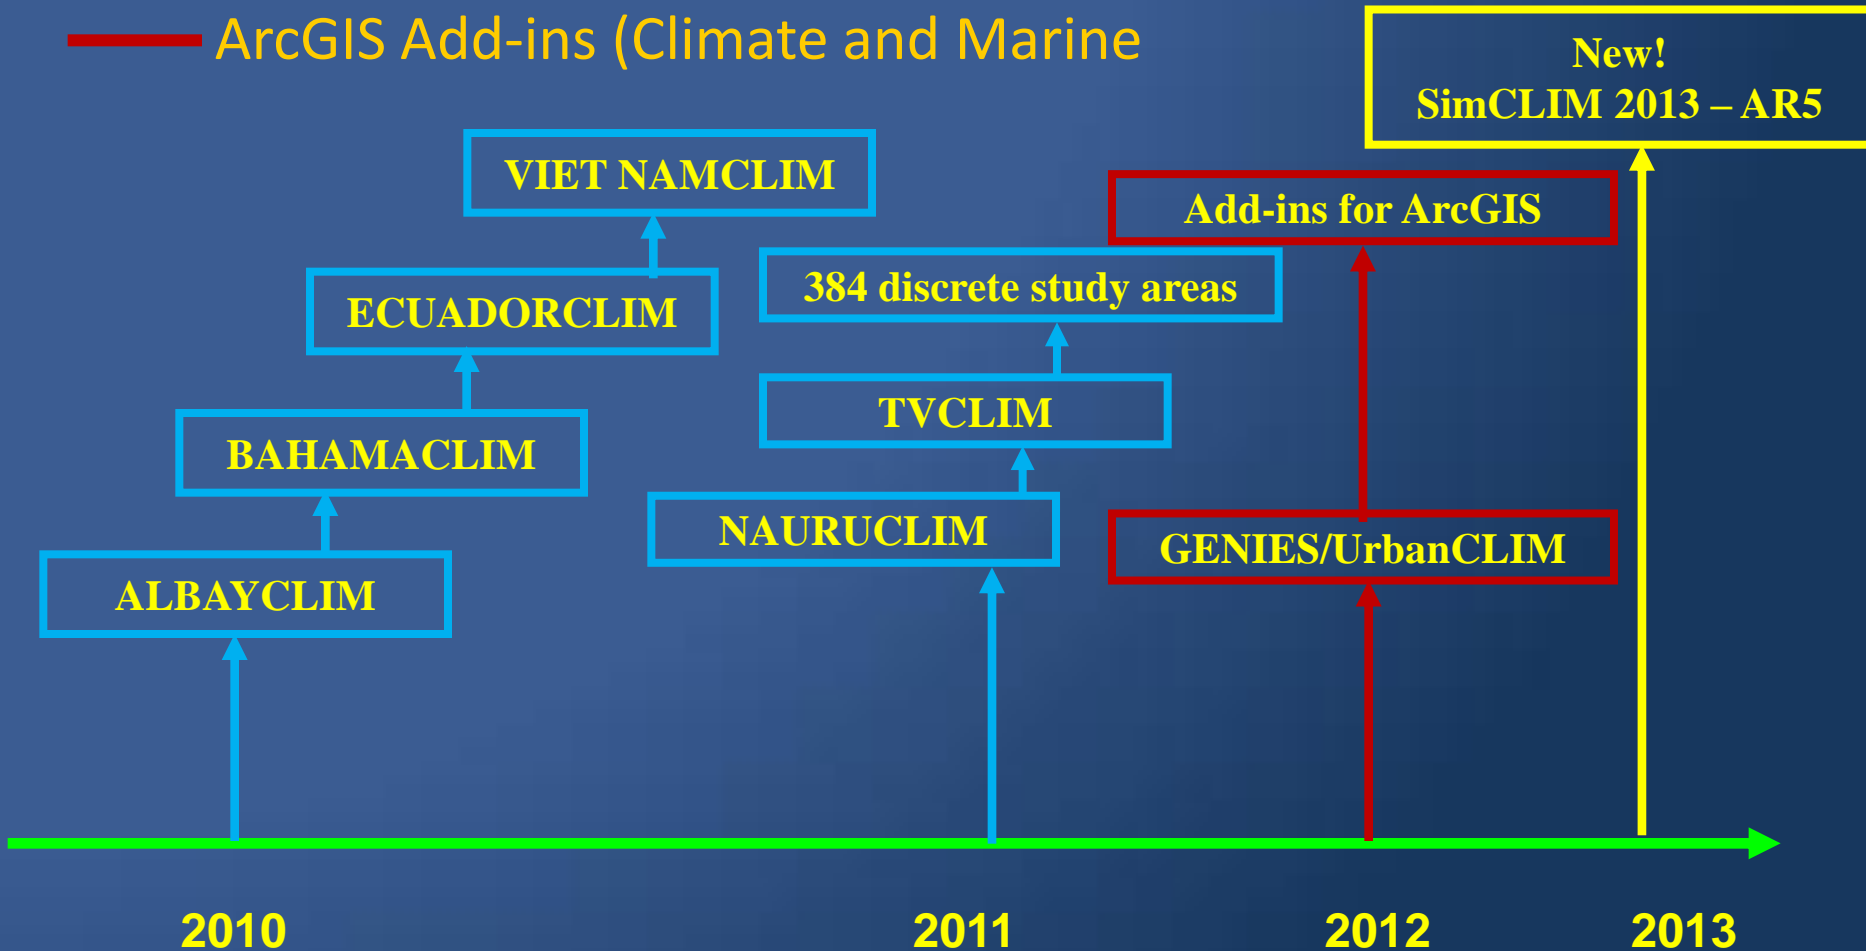 ArcGIS Add-ins (Climate and Marine
New!
SimCLIM 2013 – AR5
VIET NAMCLIM
Add-ins for ArcGIS
ECUADORCLIM
384 discrete study areas
BAHAMACLIM
TVCLIM
NAURUCLIM
GENIES/UrbanCLIM
ALBAYCLIM
2010
2011
2012
2013